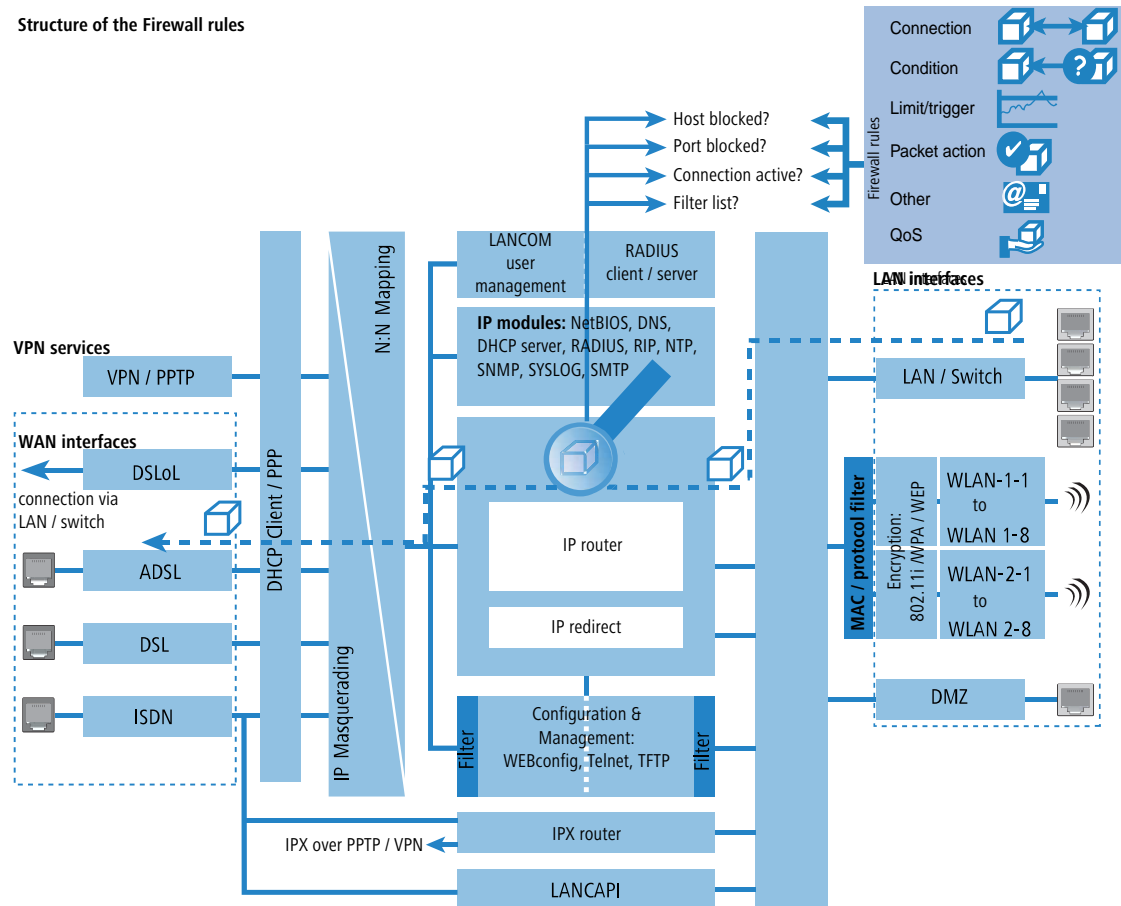 Structure of the Firewall rules
Connection
Condition
Limit/trigger
Packet action
Other
QoS
Firewall rules
Host blocked?
Port blocked?
Connection active?
Filter list?
LANCOM
user
management
RADIUS
client / server
IP modules: NetBIOS, DNS,
DHCP server, RADIUS, RIP, NTP,
SNMP, SYSLOG, SMTP
N:N Mapping
IP Masquerading
DHCP Client / PPP
VPN services
VPN / PPTP
WAN interfaces
DSLoL
connection via
LAN / switch
ADSL
DSL
ISDN
IP router
IP redirect
Filter
Configuration &
Management:
WEBconfig, Telnet, TFTP
Filter
IPX router
IPX over PPTP / VPN
LANCAPI
LAN interfaces
LAN / Switch
MAC / protocol filter
Encryption:
802.11i /WPA / WEP
WLAN-1-1
to
WLAN 1-8
WLAN-2-1
to
WLAN 2-8
DMZ